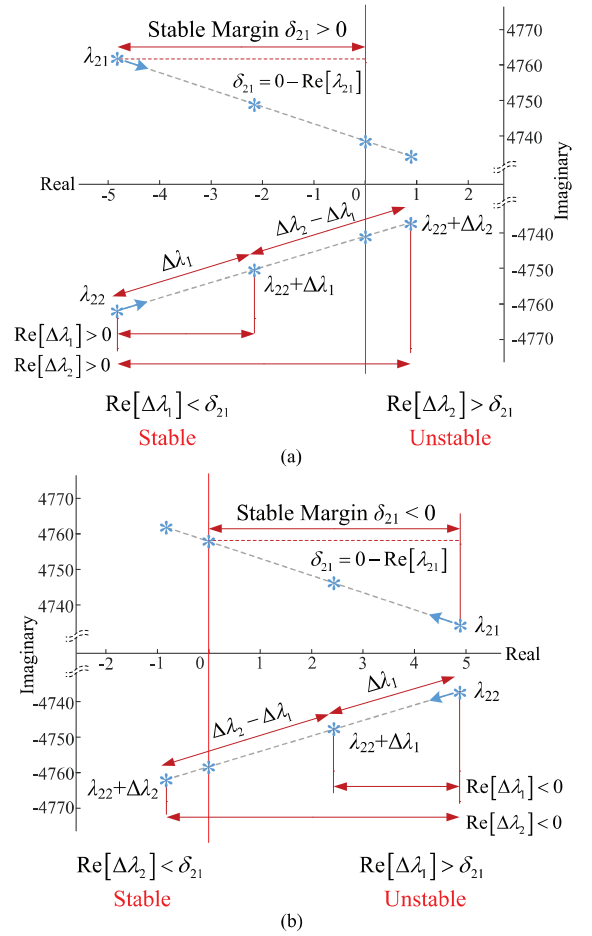 Stable Margin δ₂₁ > 0
λ₂₁
δ₂₁ = 0 − Re[λ₂₁]
4770
4760
4750
4740
Real
-5
-4
-3
-2
-1
0
1
2
Imaginary
-4740
-4750
-4760
-4770
Δλ₁
Δλ₂ − Δλ₁
λ₂₂+Δλ₂
λ₂₂+Δλ₁
λ₂₂
Re[Δλ₁] > 0
Re[Δλ₂] > 0
Re[Δλ₁] < δ₂₁
Re[Δλ₂] > δ₂₁
Stable
Unstable
(a)
4770
4760
4750
4740
Stable Margin δ₂₁ < 0
δ₂₁ = 0 − Re[λ₂₁]
λ₂₁
Imaginary
-2
-1
0
1
2
3
4
5
Real
-4740
-4750
-4760
-4770
Δλ₁
Δλ₂ − Δλ₁
λ₂₂
λ₂₂+Δλ₁
λ₂₂+Δλ₂
Re[Δλ₁] < 0
Re[Δλ₂] < 0
Re[Δλ₂] < δ₂₁
Re[Δλ₁] > δ₂₁
Stable
Unstable
(b)